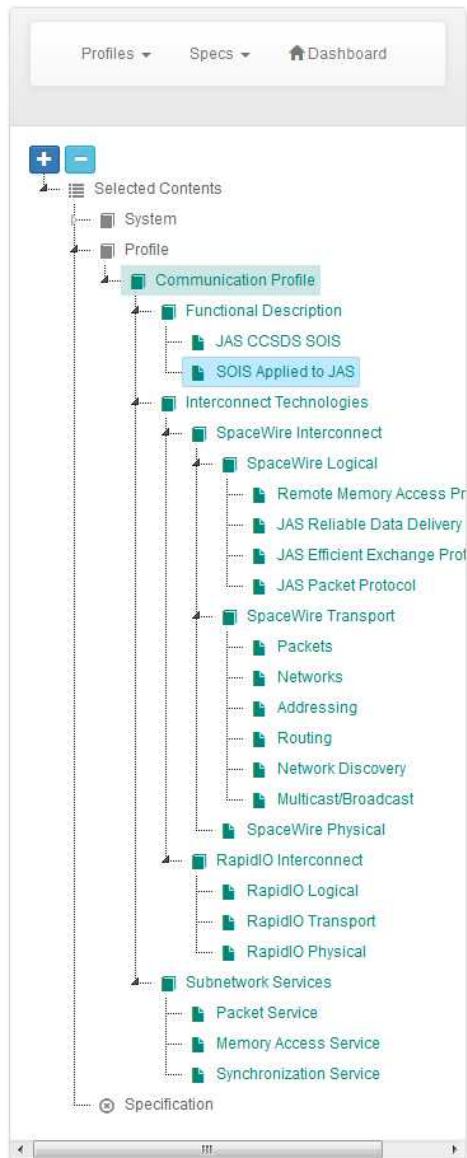 Profiles Specs Dashboard
Selected Contents
System
Profile
Communication Profile
Functional Description
JAS CCSDS SOIS
SOIS Applied to JAS
Interconnect Technologies
SpaceWire Interconnect
SpaceWire Logical
Remote Memory Access Pr
JAS Reliable Data Delivery
JAS Efficient Exchange Prot
JAS Packet Protocol
SpaceWire Transport
Packets
Networks
Addressing
Routing
Network Discovery
Multicast/Broadcast
SpaceWire Physical
RapidIO Interconnect
RapidIO Logical
RapidIO Transport
RapidIO Physical
Subnetwork Services
Packet Service
Memory Access Service
Synchronization Service
Specification